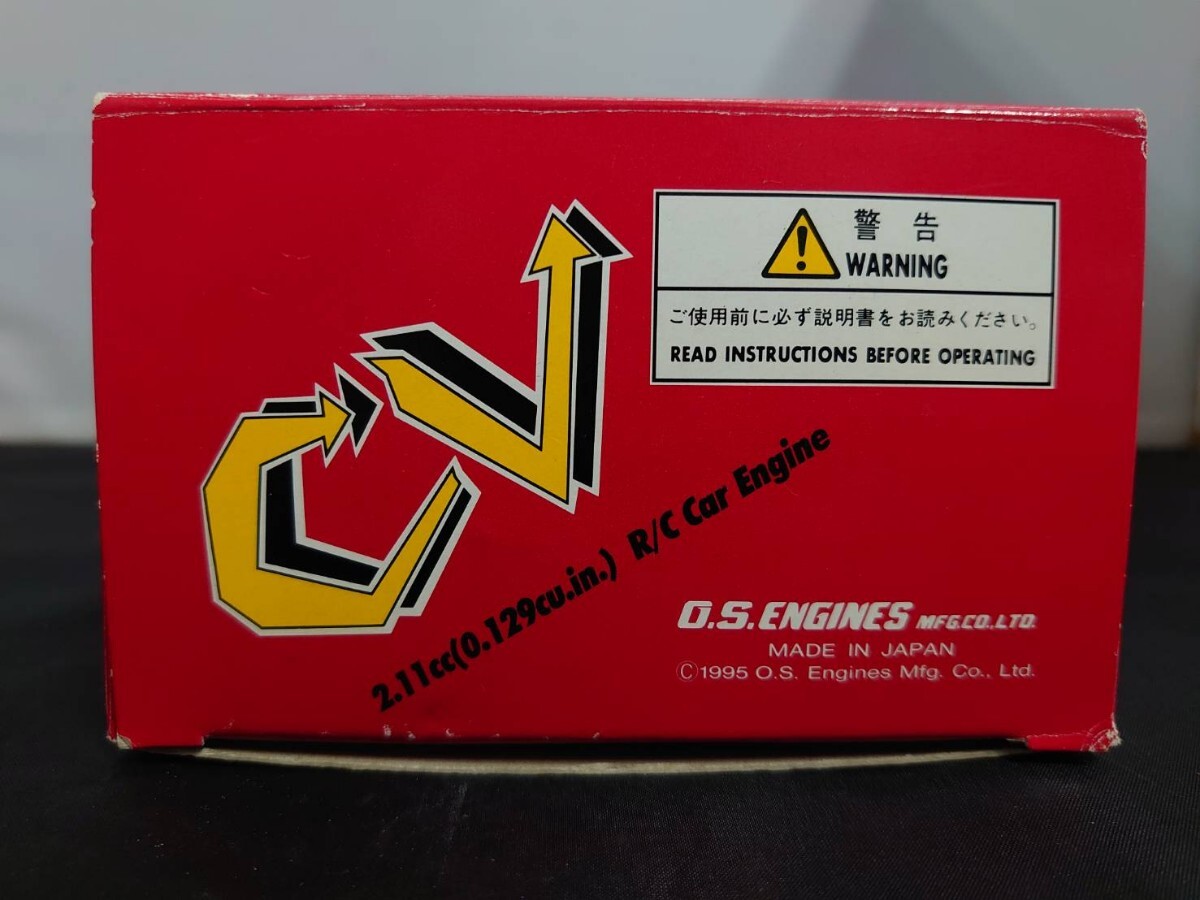 警告
WARNING
ご使用前に必ず説明書をお読みください。
READ INSTRUCTIONS BEFORE OPERATING
CV
2.11cc(0.129cu.in.) R/C Car Engine
O.S.ENGINES MFG.CO.,LTD.
MADE IN JAPAN
©1995 O.S. Engines Mfg. Co., Ltd.